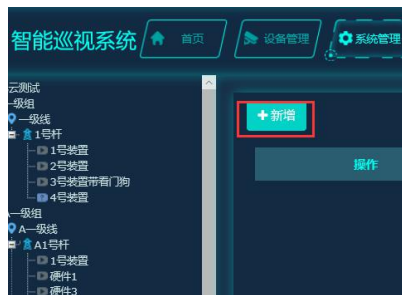 智能巡视系统 首页 设备管理 系统管理
云测试
一级组
一级线
1号杆
1号装置
2号装置
3号装置带看门狗
4号装置
A一级组
A一级线
A1号杆
1号装置
硬件1
硬件3
+新增
操作